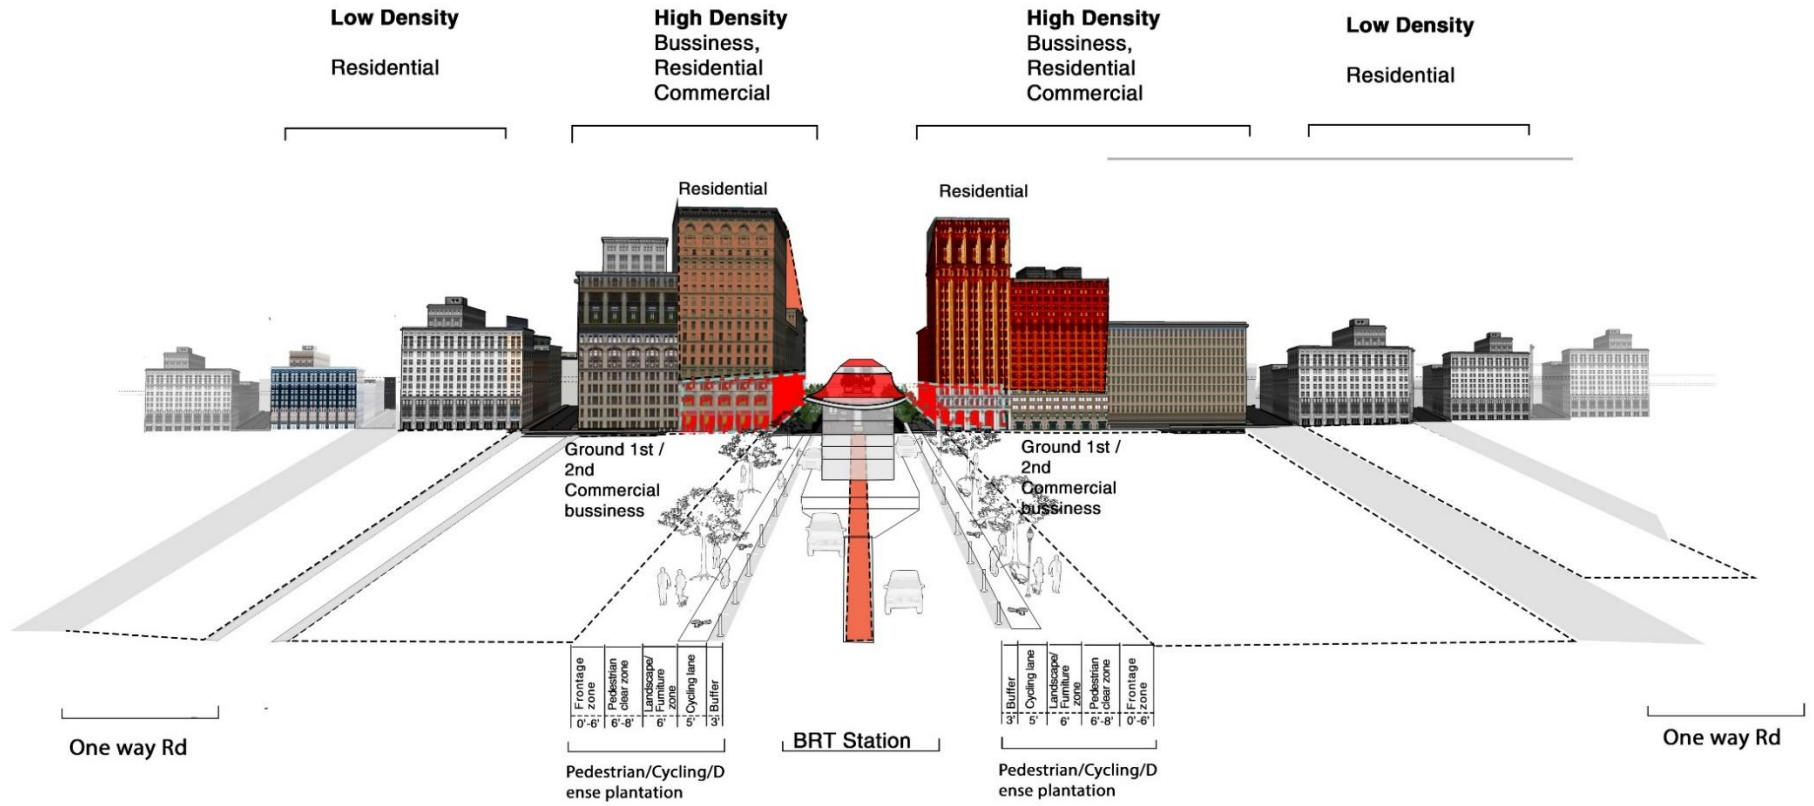 Low Density
Residential
High Density
Bussiness,
Residential
Commercial
High Density
Bussiness,
Residential
Commercial
Low Density
Residential
Residential
Residential
Ground 1st /
2nd
Commercial
bussiness
Ground 1st /
2nd
Commercial
bussiness
Frontage
zone
Pedestrian
clear zone
Landscape/
Furniture
zone
Cycling lane
Buffer
0'-6'
6'-8'
6'
5'
3'
Buffer
Cycling lane
Landscape/
Furniture
zone
Pedestrian
clear zone
Frontage
zone
3'
5'
6'
6'-8'
0'-6'
One way Rd
BRT Station
One way Rd
Pedestrian/Cycling/D
ense plantation
Pedestrian/Cycling/D
ense plantation